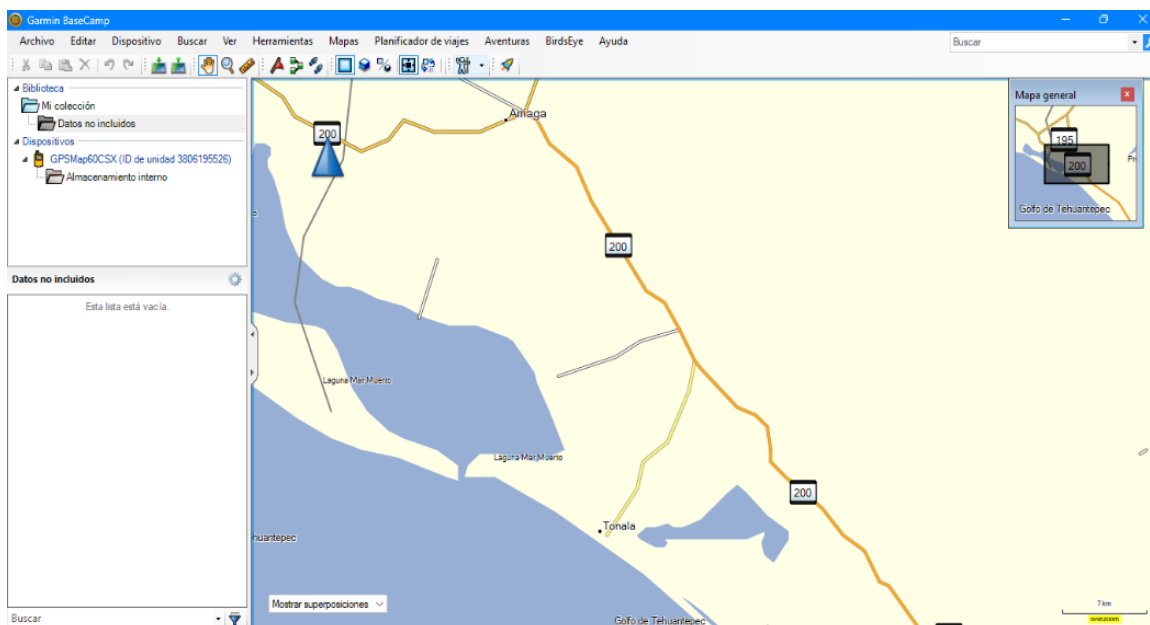 Garmin BaseCamp
Archivo Editar Dispositivo Buscar Ver Herramientas Mapas Planificador de viajes Aventuras BirdsEye Ayuda
Buscar
Biblioteca
Mi colección
Datos no incluidos
Dispositivos
GPSMap60CSX (ID de unidad 3806195526)
Almacenamiento interno
Datos no incluidos
Esta lista está vacía.
Buscar
Arriaga
200
200
Laguna Mar Muerto
Laguna Mar Muerto
200
Tonala
huantepec
Mostrar superposiciones
Golfo de Tehuantepec
Mapa general
195
200
Golfo de Tehuantepec
7 km
overzoom